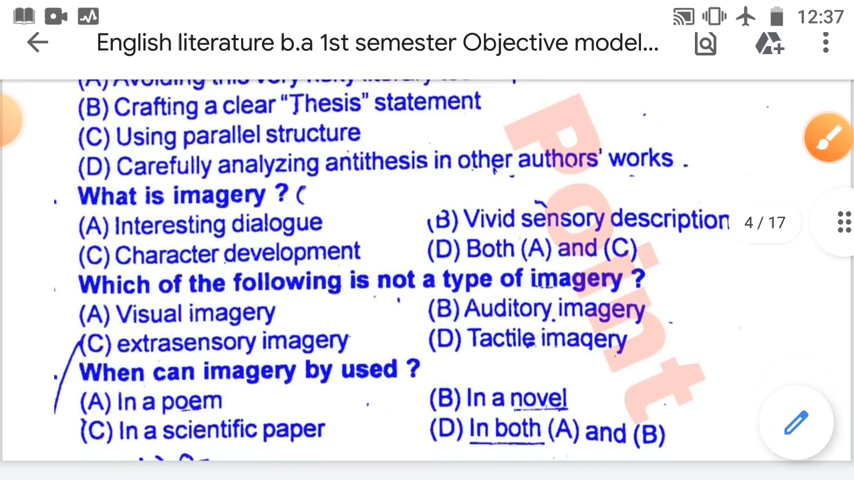 12:37
English literature b.a 1st semester Objective model...
(B) Crafting a clear “Thesis” statement
(C) Using parallel structure
(D) Carefully analyzing antithesis in other authors' works .
What is imagery ? (
(A) Interesting dialogue (B) Vivid sensory description
4 / 17
(C) Character development (D) Both (A) and (C)
Which of the following is not a type of imagery ?
(A) Visual imagery (B) Auditory imagery
(C) extrasensory imagery (D) Tactile imagery
When can imagery by used ?
(A) In a poem (B) In a novel
(C) In a scientific paper (D) In both (A) and (B)
Point